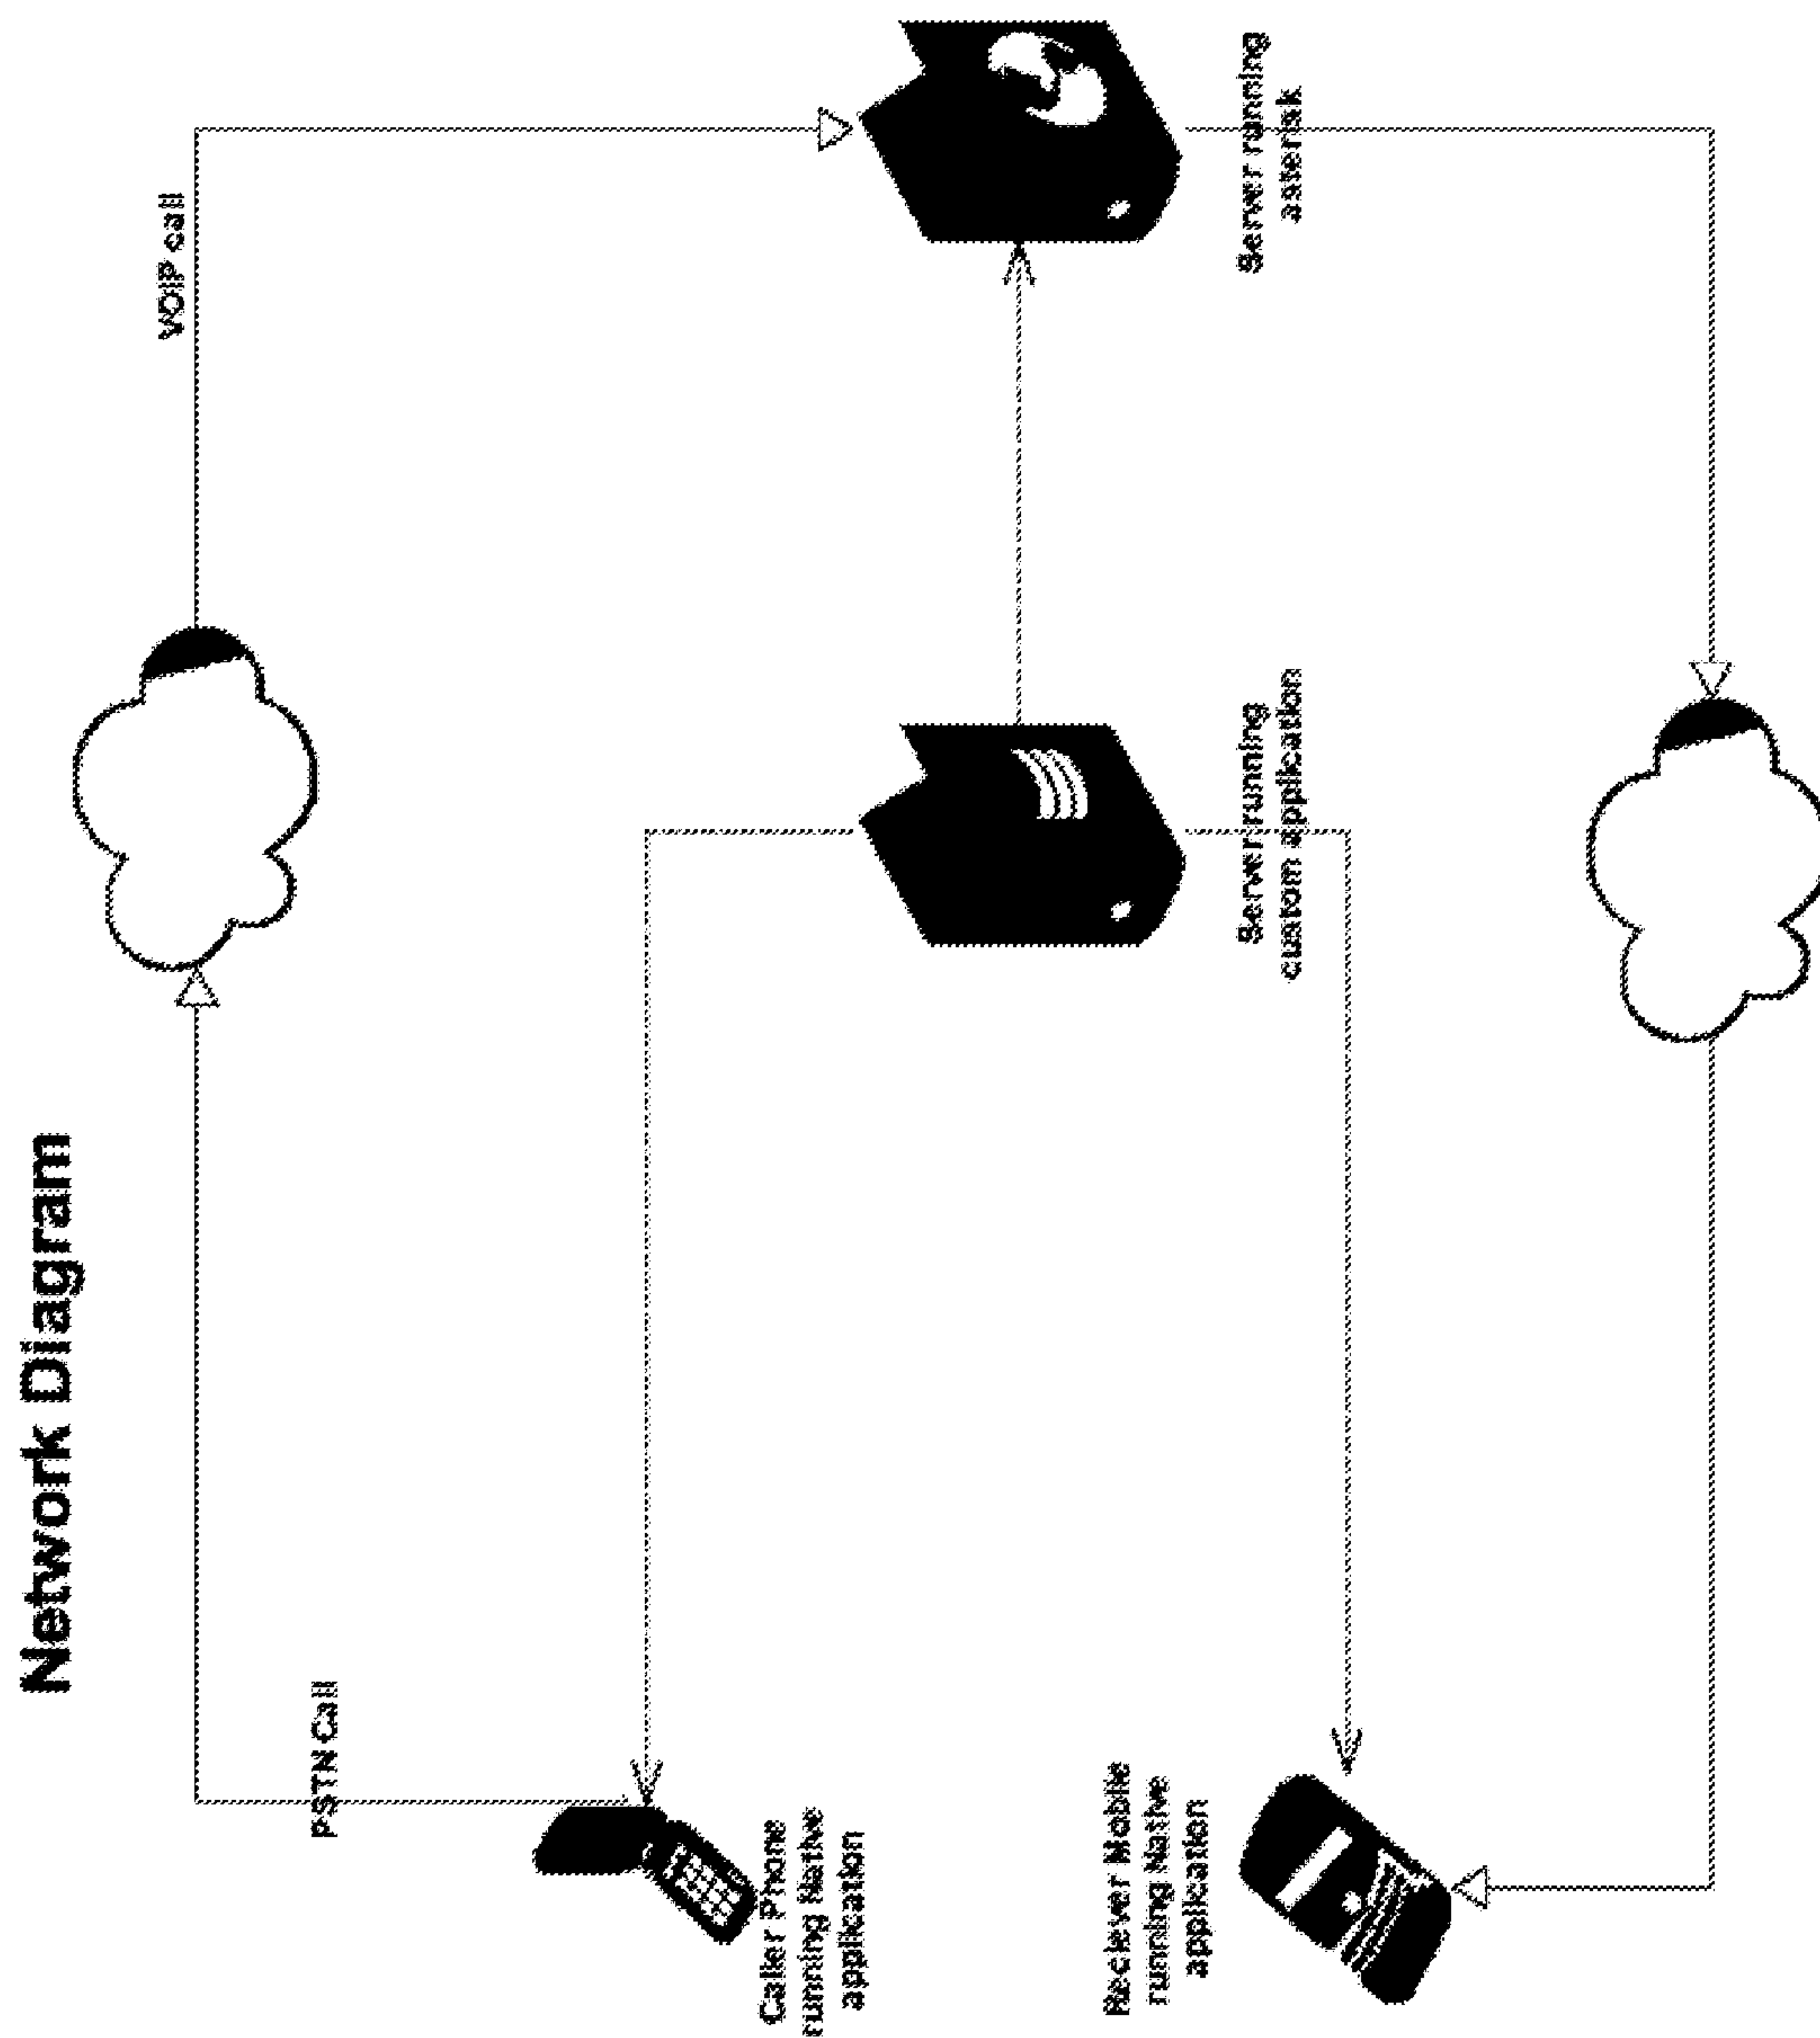 Network Diagram
PSTN Call
VOIP call
Caller Phone
running Native
application
Server running
custom application
Server running
asterisk
Reciever Mobile
running Native
application